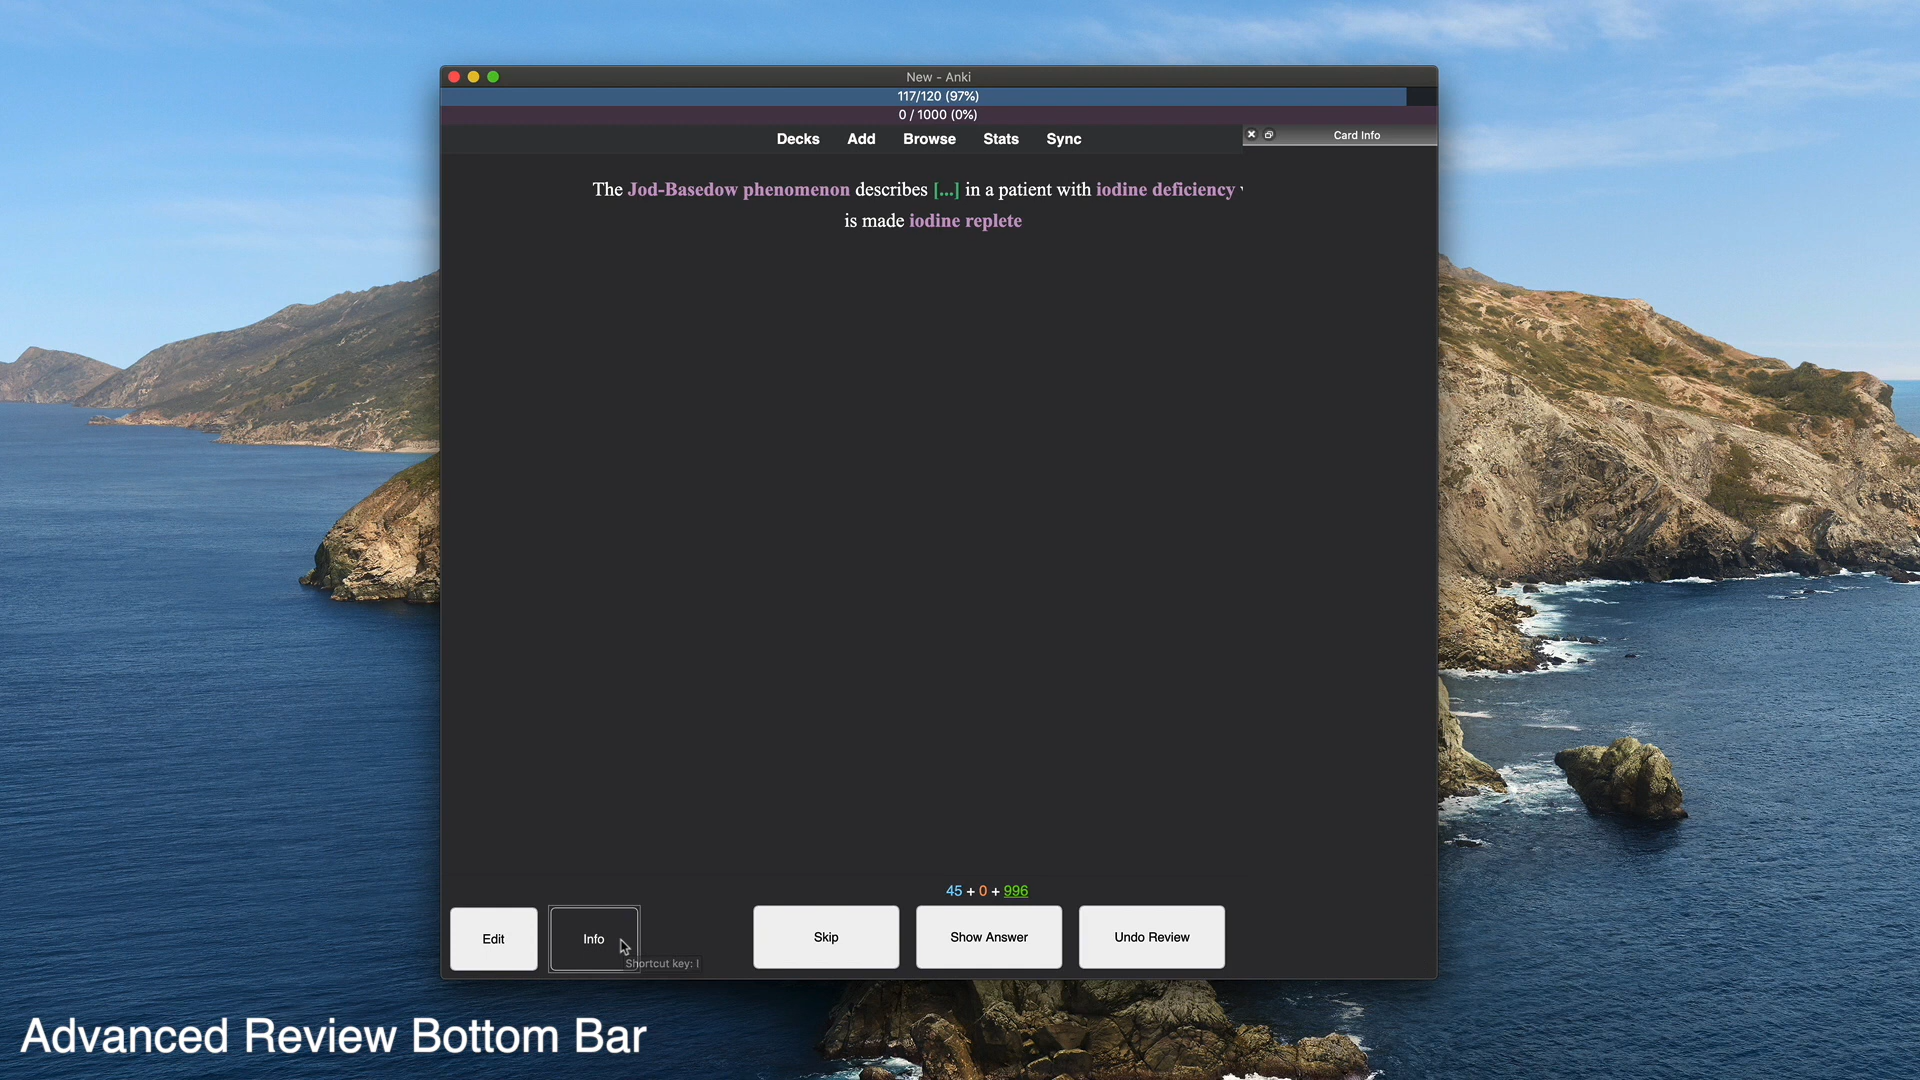 New - Anki
117/120 (97%)
0 / 1000 (0%)
Decks Add Browse Stats Sync
Card Info
The Jod-Basedow phenomenon describes [...] in a patient with iodine deficiency
is made iodine replete
45 + 0 + 996
Edit Info Skip Show Answer Undo Review
Shortcut key: I
Advanced Review Bottom Bar